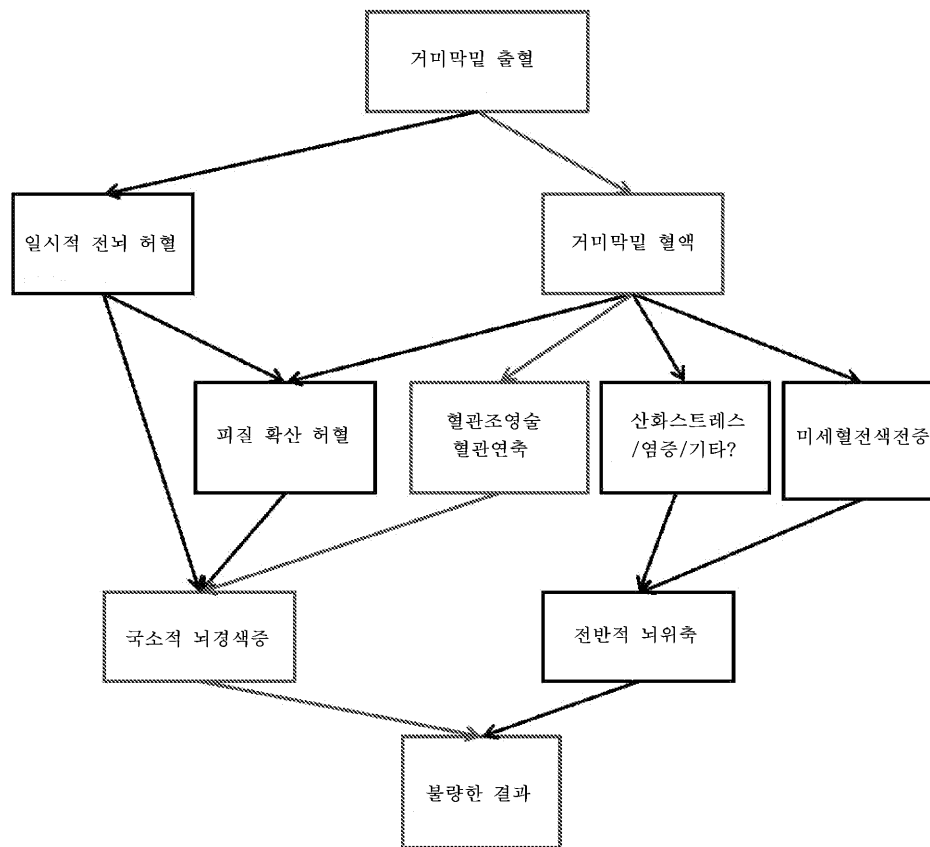 거미막밑 출혈
일시적 전뇌 허혈
거미막밑 혈액
피질 확산 허혈
혈관조영술
혈관연축
산화스트레스
/염증/기타?
미세혈전색전증
국소적 뇌경색증
전반적 뇌위축
불량한 결과